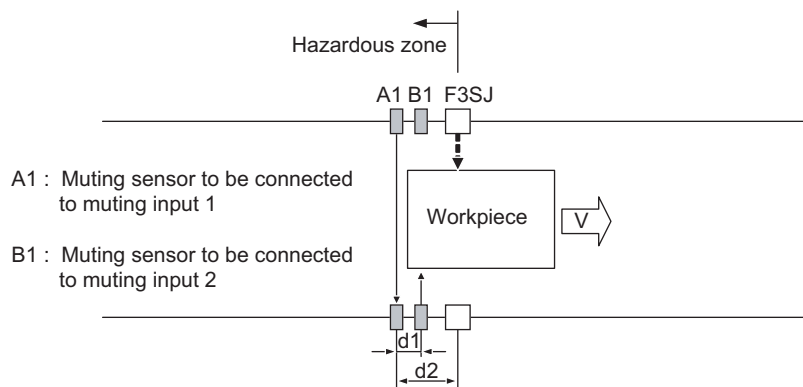 Hazardous zone
A1 B1 F3SJ
A1 : Muting sensor to be connected
to muting input 1
Workpiece
V
B1 : Muting sensor to be connected
to muting input 2
d1
d2